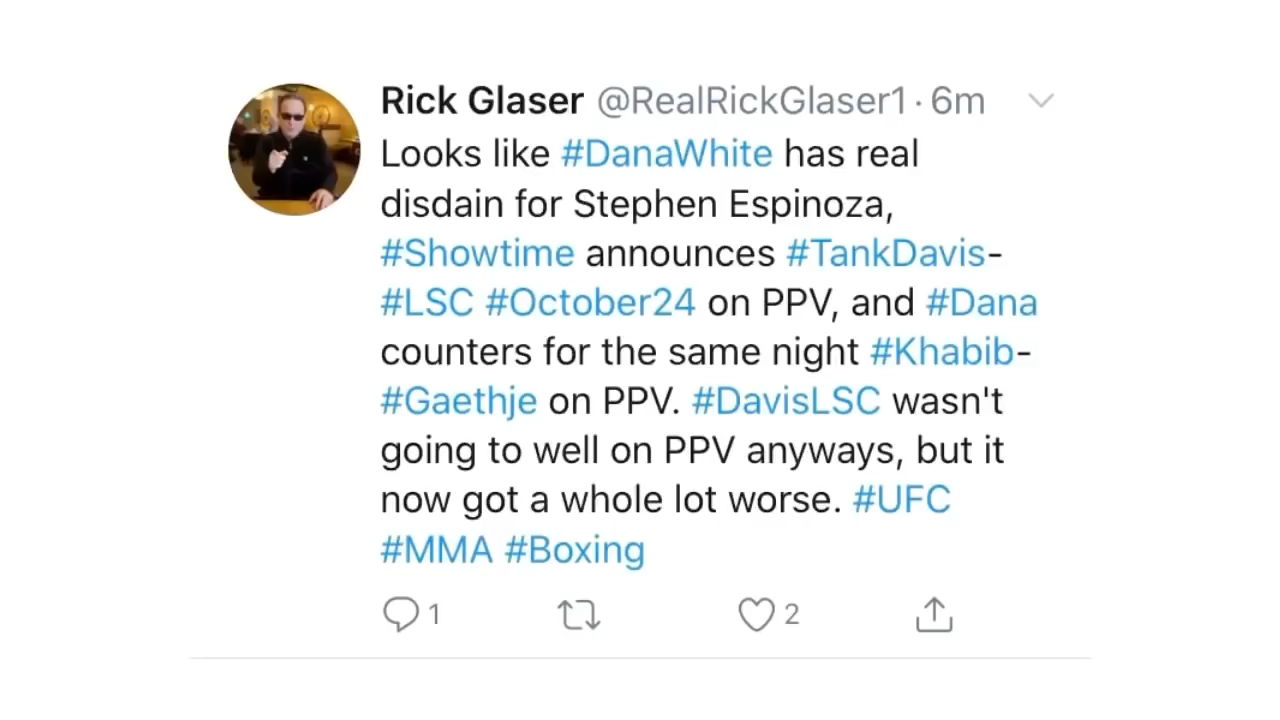 Rick Glaser @RealRickGlaser1 · 6m
Looks like #DanaWhite has real
disdain for Stephen Espinoza,
#Showtime announces #TankDavis-
#LSC #October24 on PPV, and #Dana
counters for the same night #Khabib-
#Gaethje on PPV. #DavisLSC wasn't
going to well on PPV anyways, but it
now got a whole lot worse. #UFC
#MMA #Boxing
1 2